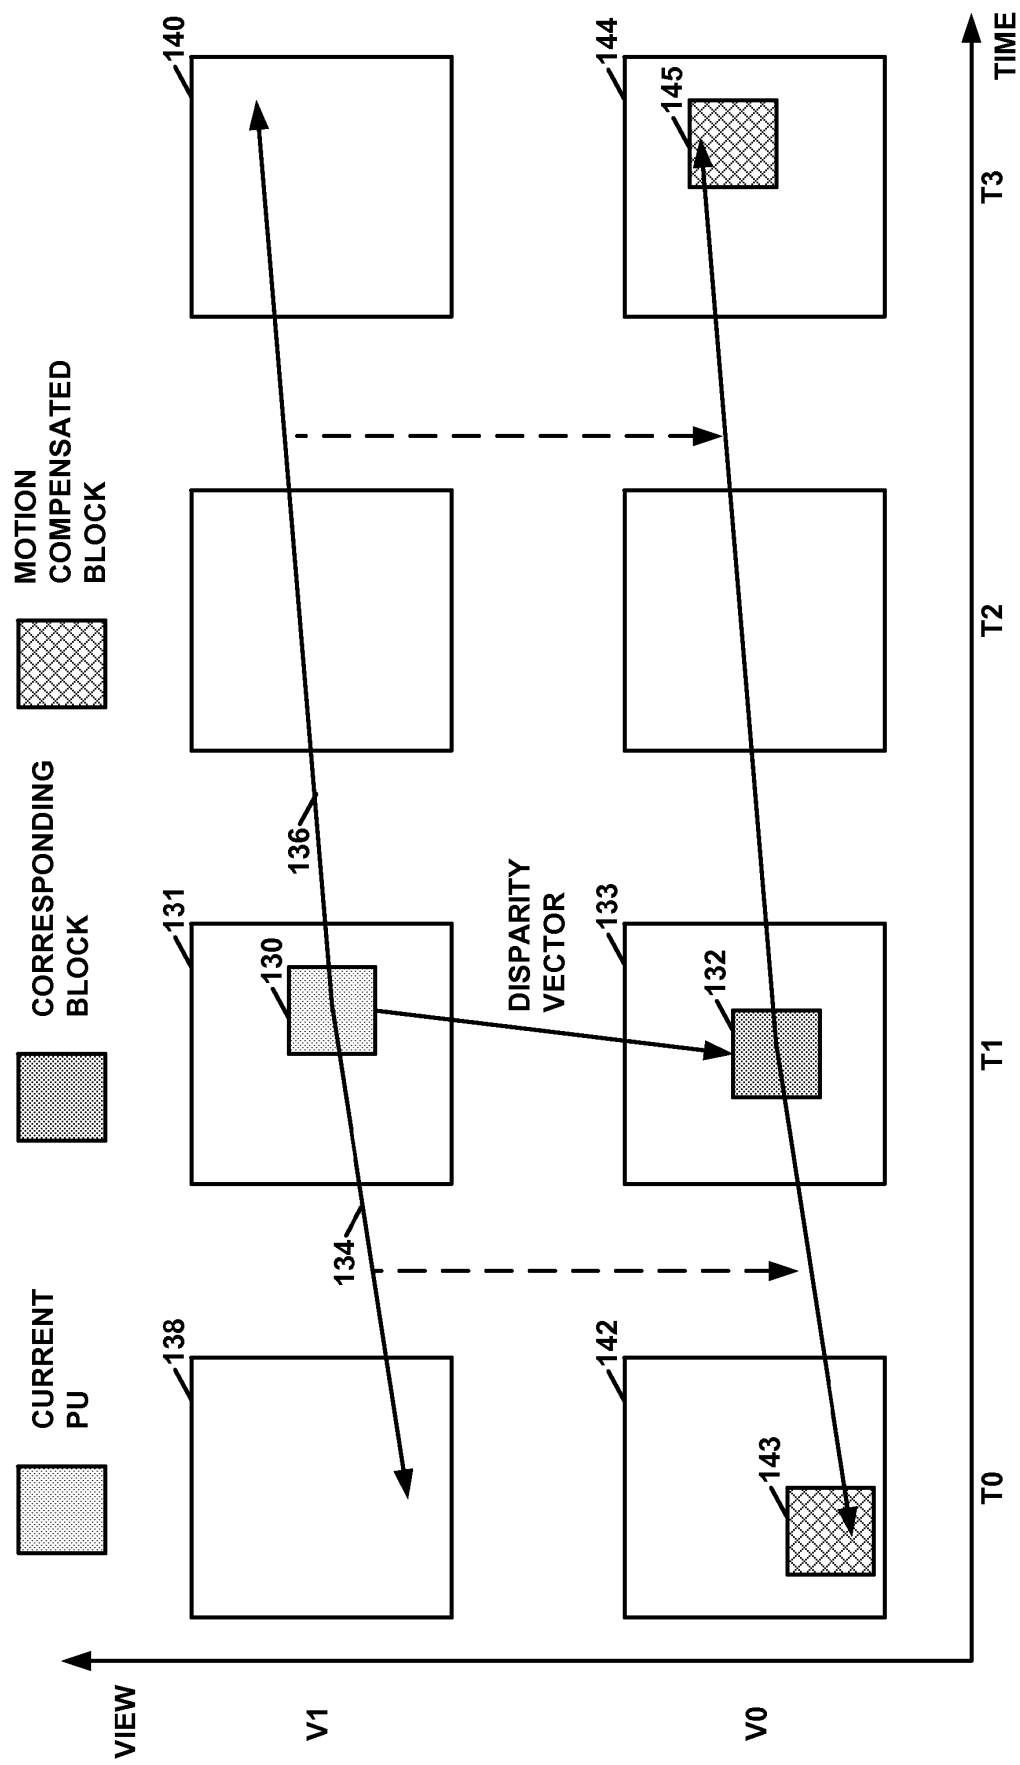 CURRENT
PU
CORRESPONDING
BLOCK
MOTION
COMPENSATED
BLOCK
VIEW
138
131
140
130
136
134
V1
DISPARITY
VECTOR
142
133
144
132
145
143
V0
T0
T1
T2
T3
TIME